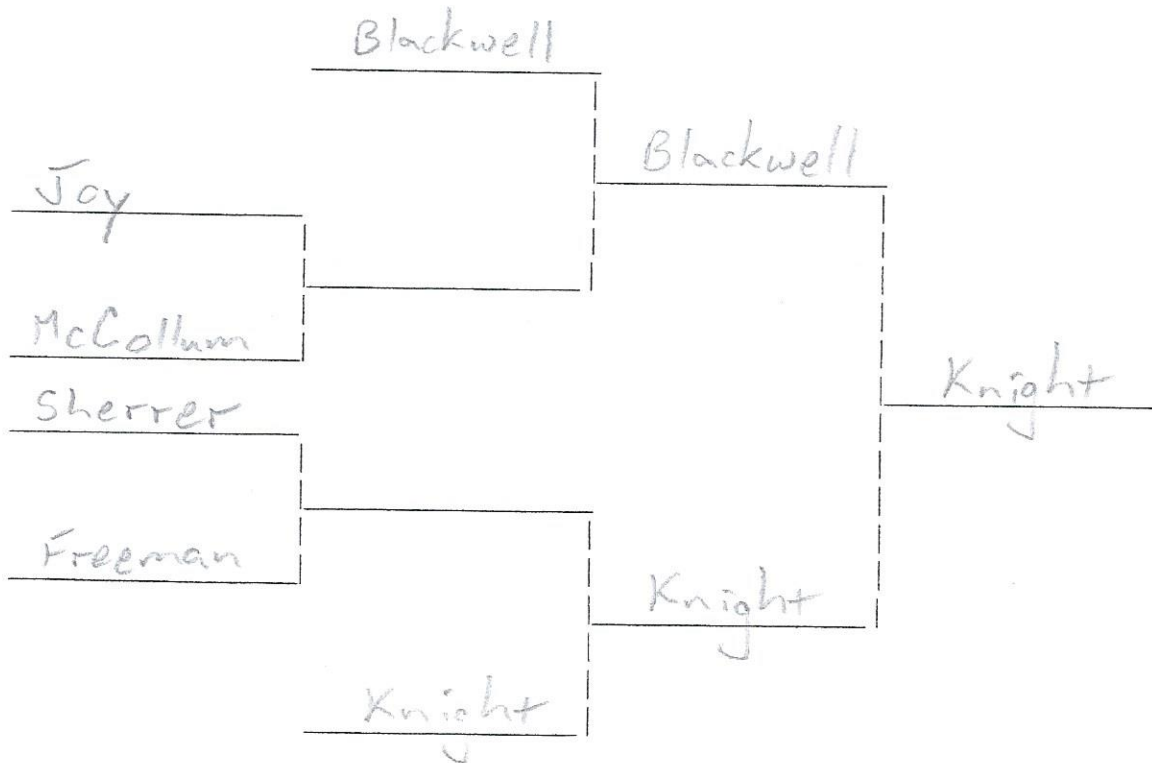 Blackwell
Blackwell
Joy
McCollum
Knight
Sherrer
Freeman
Knight
Knight